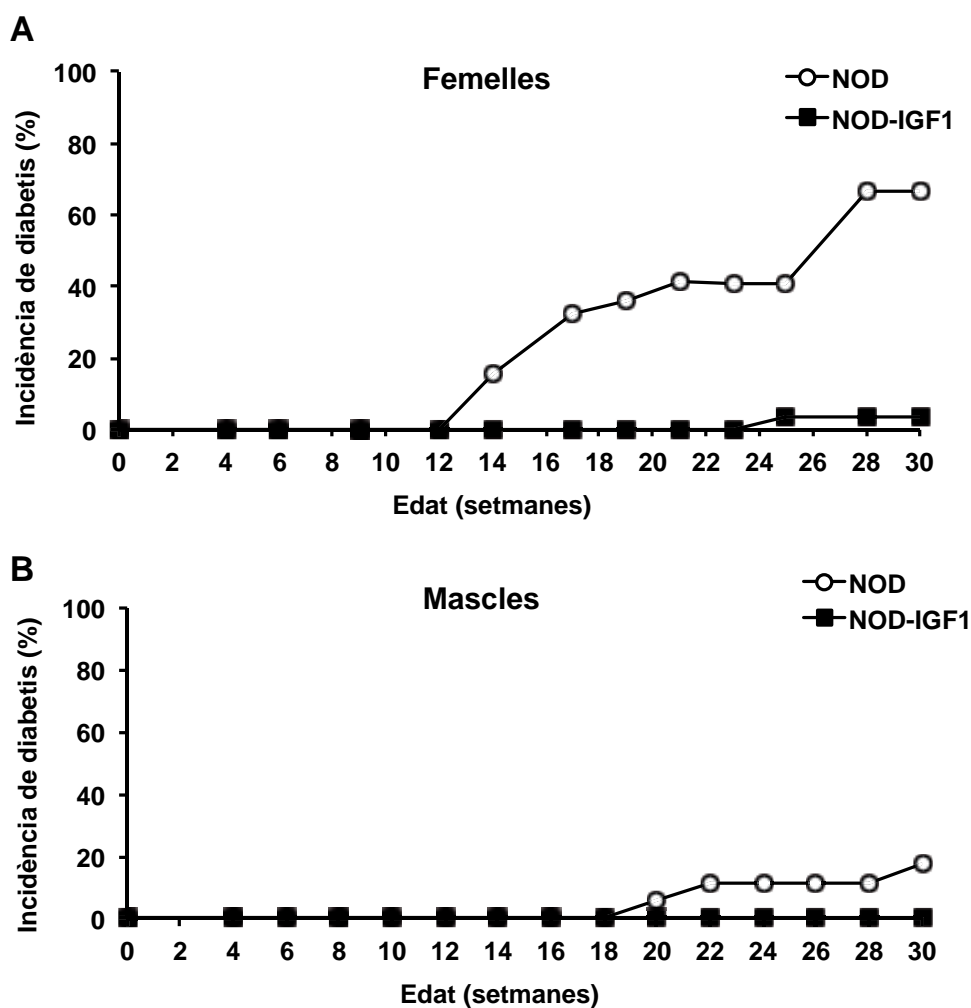 A
Femelles
NOD
NOD-IGF1
Incidència de diabetis (%)
100
80
60
40
20
0
0 2 4 6 8 10 12 14 16 18 20 22 24 26 28 30
Edat (setmanes)
B
Mascles
NOD
NOD-IGF1
Incidència de diabetis (%)
100
80
60
40
20
0
0 2 4 6 8 10 12 14 16 18 20 22 24 26 28 30
Edat (setmanes)